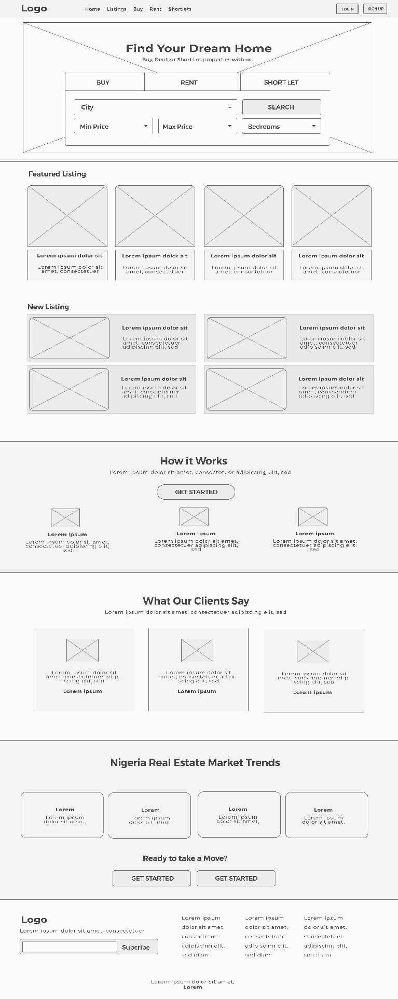 Logo
Home Listings Buy Rent Shortlets
LOGIN
SIGN UP
Find Your Dream Home
Buy, Rent, or Short Let properties with us.
BUY
RENT
SHORT LET
City
SEARCH
Min Price
Max Price
Bedrooms
Featured Listing
Lorem ipsum dolor sit
Lorem ipsum dolor sit
amet, consectetuer
Lorem ipsum dolor sit
Lorem ipsum dolor sit
amet, consectetuer
Lorem ipsum dolor sit
Lorem ipsum dolor sit
amet, consectetuer
Lorem ipsum dolor sit
Lorem ipsum dolor sit
amet, consectetuer
New Listing
Lorem ipsum dolor sit
Lorem ipsum dolor sit
amet, consectetuer
adipiscing elit, sed
Lorem ipsum dolor sit
Lorem ipsum dolor sit
amet, consectetuer
adipiscing elit, sed
Lorem ipsum dolor sit
Lorem ipsum dolor sit
amet, consectetuer
adipiscing elit, sed
Lorem ipsum dolor sit
Lorem ipsum dolor sit
amet, consectetuer
adipiscing elit, sed
How it Works
Lorem ipsum dolor sit amet, consectetuer adipiscing elit, sed
GET STARTED
Lorem ipsum
Lorem ipsum dolor sit amet,
consectetuer adipiscing elit,
sed
Lorem ipsum
Lorem ipsum dolor sit amet,
consectetuer adipiscing elit,
sed
Lorem ipsum
Lorem ipsum dolor sit amet,
consectetuer adipiscing elit,
sed
What Our Clients Say
Lorem ipsum dolor sit amet, consectetuer adipiscing elit, sed
Lorem ipsum dolor sit
amet, consectetuer adipi-
scing elit, sed
Lorem ipsum
Lorem ipsum dolor sit
amet, consectetuer adipi-
scing elit, sed
Lorem ipsum
Lorem ipsum dolor sit
amet, consectetuer adip-
iscing elit, sed
Lorem ipsum
Nigeria Real Estate Market Trends
Lorem
Lorem ipsum
dolor sit amet,
Lorem
Lorem ipsum
dolor sit amet,
Lorem
Lorem ipsum
dolor sit amet,
Lorem
Lorem ipsum
dolor sit amet,
Ready to take a Move?
GET STARTED
GET STARTED
Logo
Lorem ipsum dolor sit amet, consectetuer
Subcribe
Lorem ipsum
dolor sit amet,
consectetuer
adipiscing elit,
sed diam
Lorem ipsum
dolor sit amet,
consectetuer
adipiscing elit,
sed diam
Lorem ipsum
dolor sit amet,
consectetuer
adipiscing elit,
sed diam
Lorem ipsum dolor sit amet,
Lorem